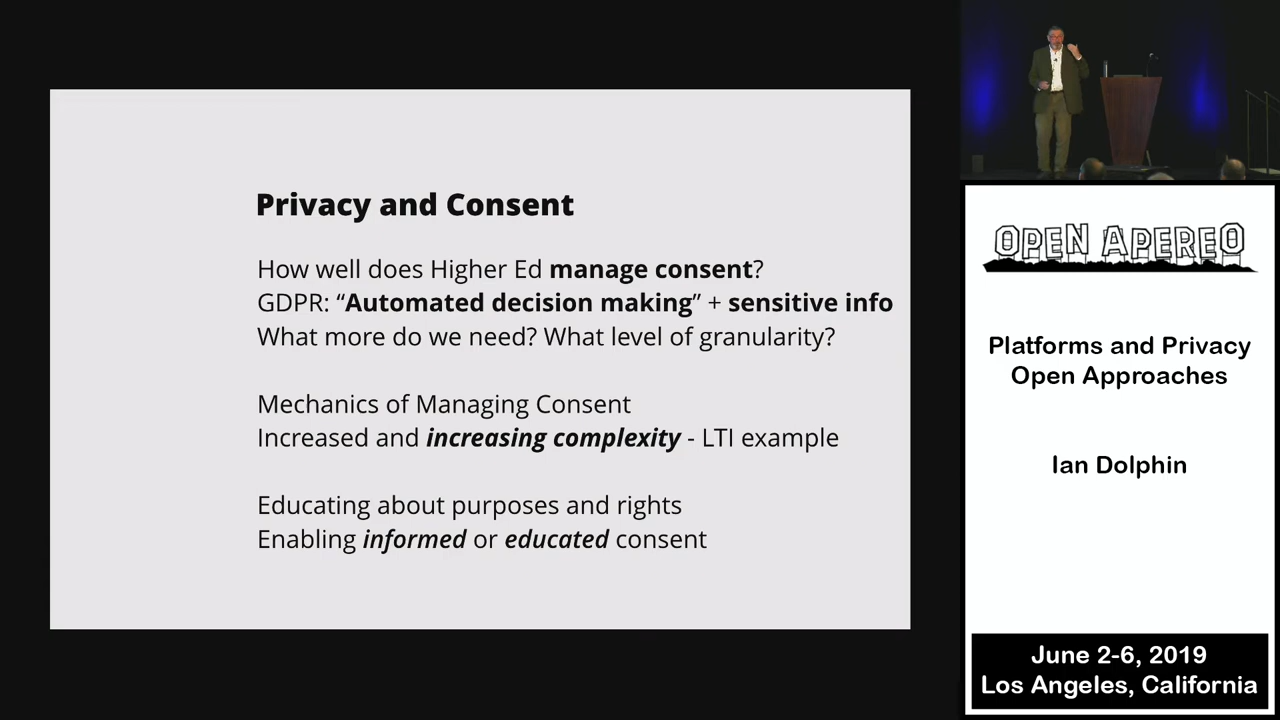 Privacy and Consent
How well does Higher Ed manage consent?
GDPR: “Automated decision making” + sensitive info
What more do we need? What level of granularity?
Mechanics of Managing Consent
Increased and increasing complexity - LTI example
Educating about purposes and rights
Enabling informed or educated consent
OPEN APEREO
Platforms and Privacy
Open Approaches
Ian Dolphin
June 2-6, 2019
Los Angeles, California